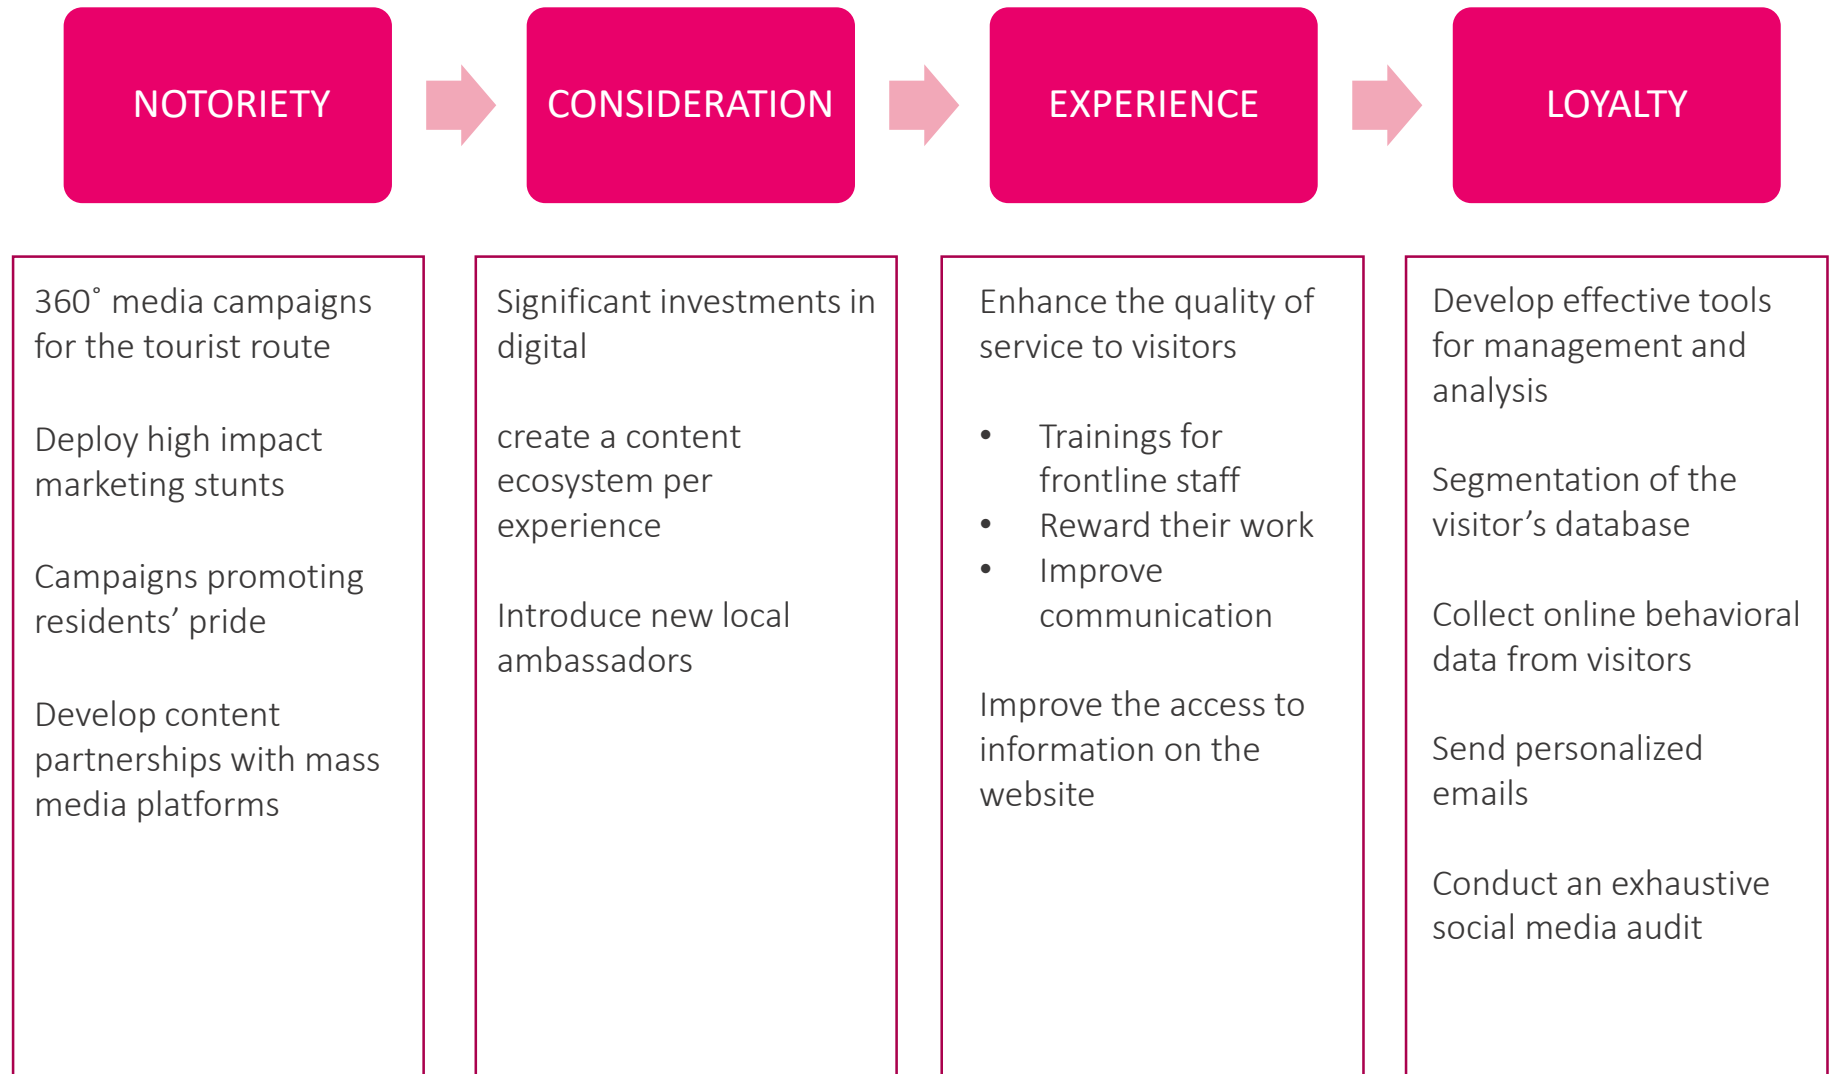 NOTORIETY
CONSIDERATION
EXPERIENCE
LOYALTY
360˚ media campaigns
for the tourist route
Deploy high impact
marketing stunts
Campaigns promoting
residents’ pride
Develop content
partnerships with mass
media platforms
Significant investments in
digital
create a content
ecosystem per
experience
Introduce new local
ambassadors
Enhance the quality of
service to visitors
• Trainings for
frontline staff
• Reward their work
• Improve
communication
Improve the access to
information on the
website
Develop effective tools
for management and
analysis
Segmentation of the
visitor’s database
Collect online behavioral
data from visitors
Send personalized
emails
Conduct an exhaustive
social media audit